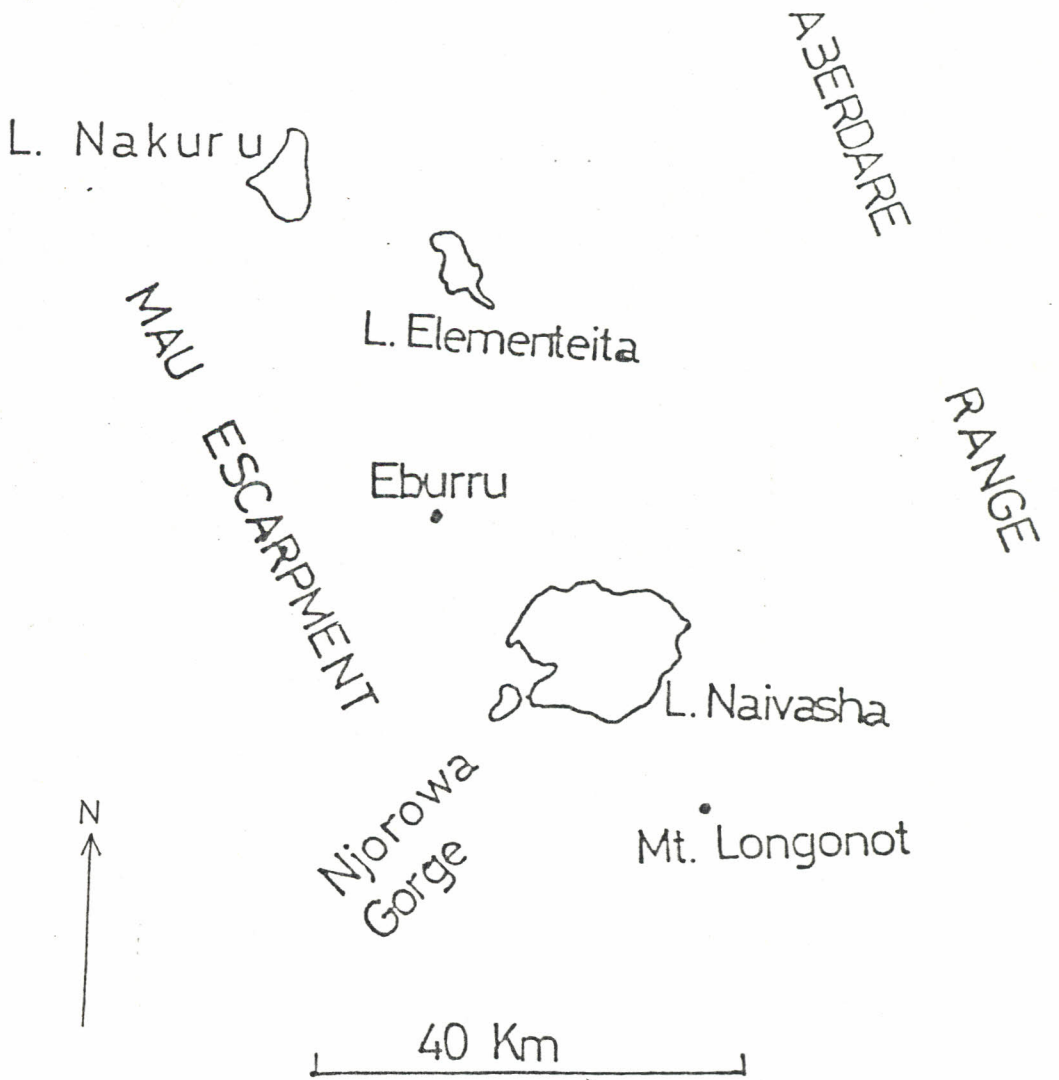 ABERDARE
RANGE
L. Nakuru
L. Elementeita
MAU
ESCARPMENT
Eburru
L. Naivasha
Njorowa
Gorge
Mt. Longonot
N
40 Km